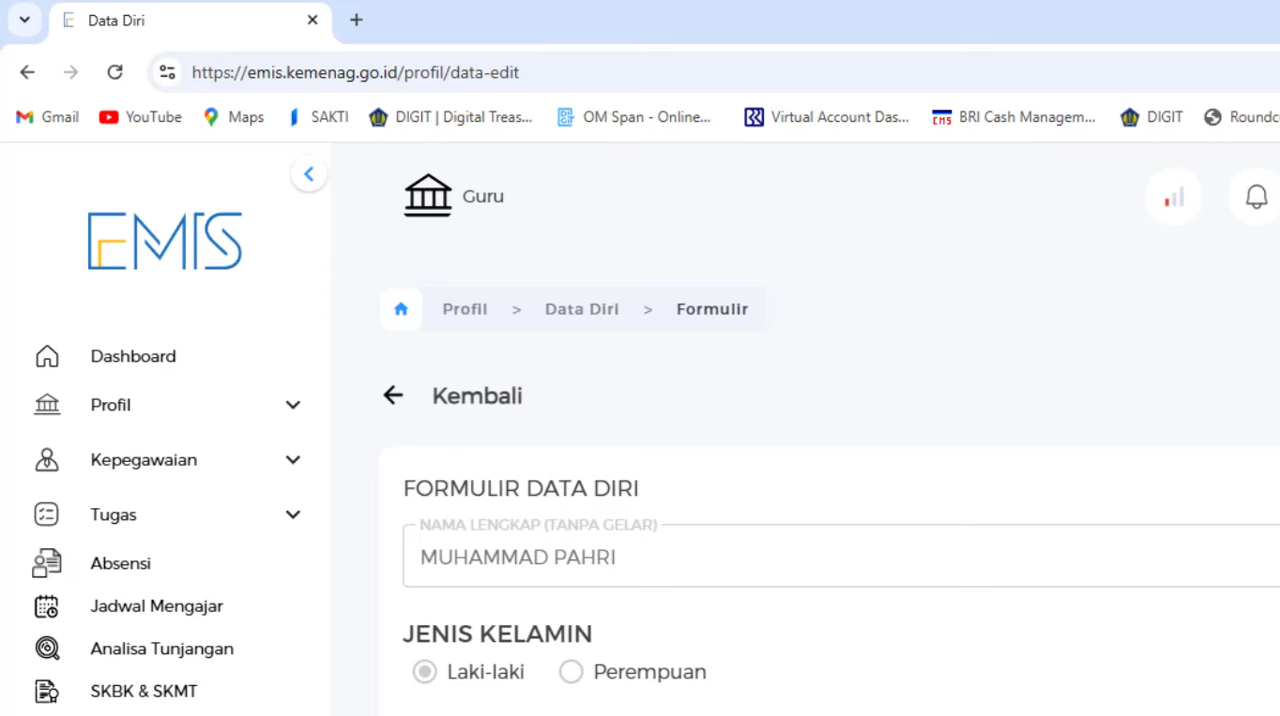 Data Diri
https://emis.kemenag.go.id/profil/data-edit
Gmail YouTube Maps SAKTI DIGIT | Digital Treas... OM Span - Online... Virtual Account Das... CMS BRI Cash Managem... DIGIT Roundc
EMIS
Guru
Profil > Data Diri > Formulir
Kembali
Dashboard
Profil
Kepegawaian
Tugas
Absensi
Jadwal Mengajar
Analisa Tunjangan
SKBK & SKMT
FORMULIR DATA DIRI
NAMA LENGKAP (TANPA GELAR)
MUHAMMAD PAHRI
JENIS KELAMIN
Laki-laki Perempuan